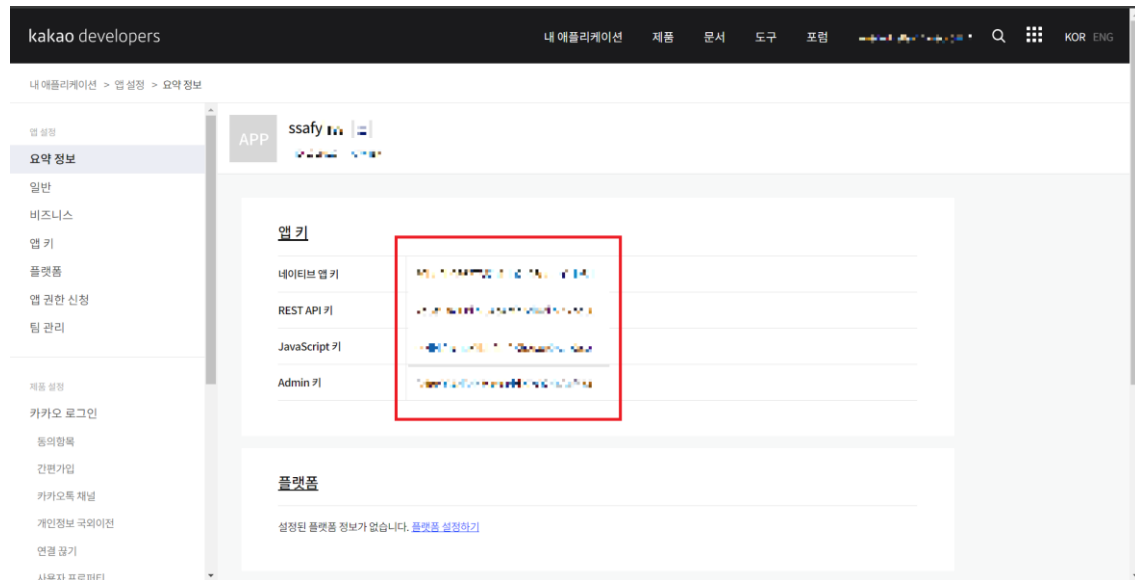 kakao developers
내 애플리케이션 제품 문서 도구 포럼 KOR ENG
내 애플리케이션 > 앱 설정 > 요약 정보
앱 설정
요약 정보
일반
비즈니스
앱 키
플랫폼
앱 권한 신청
팀 관리
제품 설정
카카오 로그인
동의항목
간편가입
카카오톡 채널
개인정보 국외이전
연결 끊기
사용자 프로퍼티
APP
ssafy
앱 키
네이티브 앱 키
REST API 키
JavaScript 키
Admin 키
플랫폼
설정된 플랫폼 정보가 없습니다. 플랫폼 설정하기